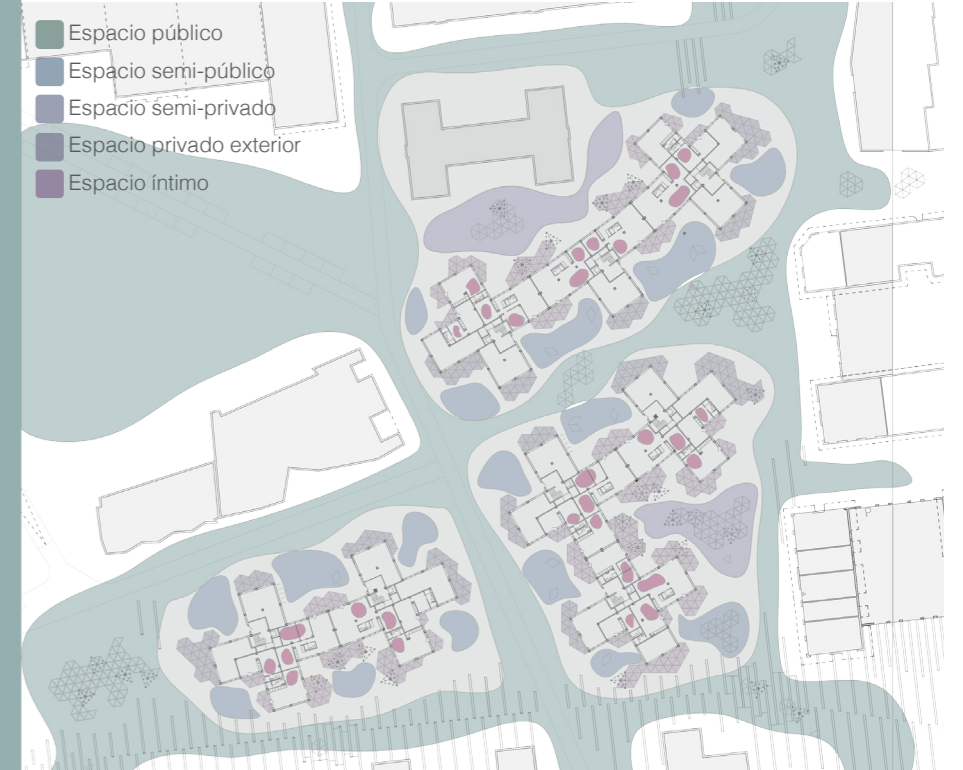 Espacio público
Espacio semi-público
Espacio semi-privado
Espacio privado exterior
Espacio íntimo